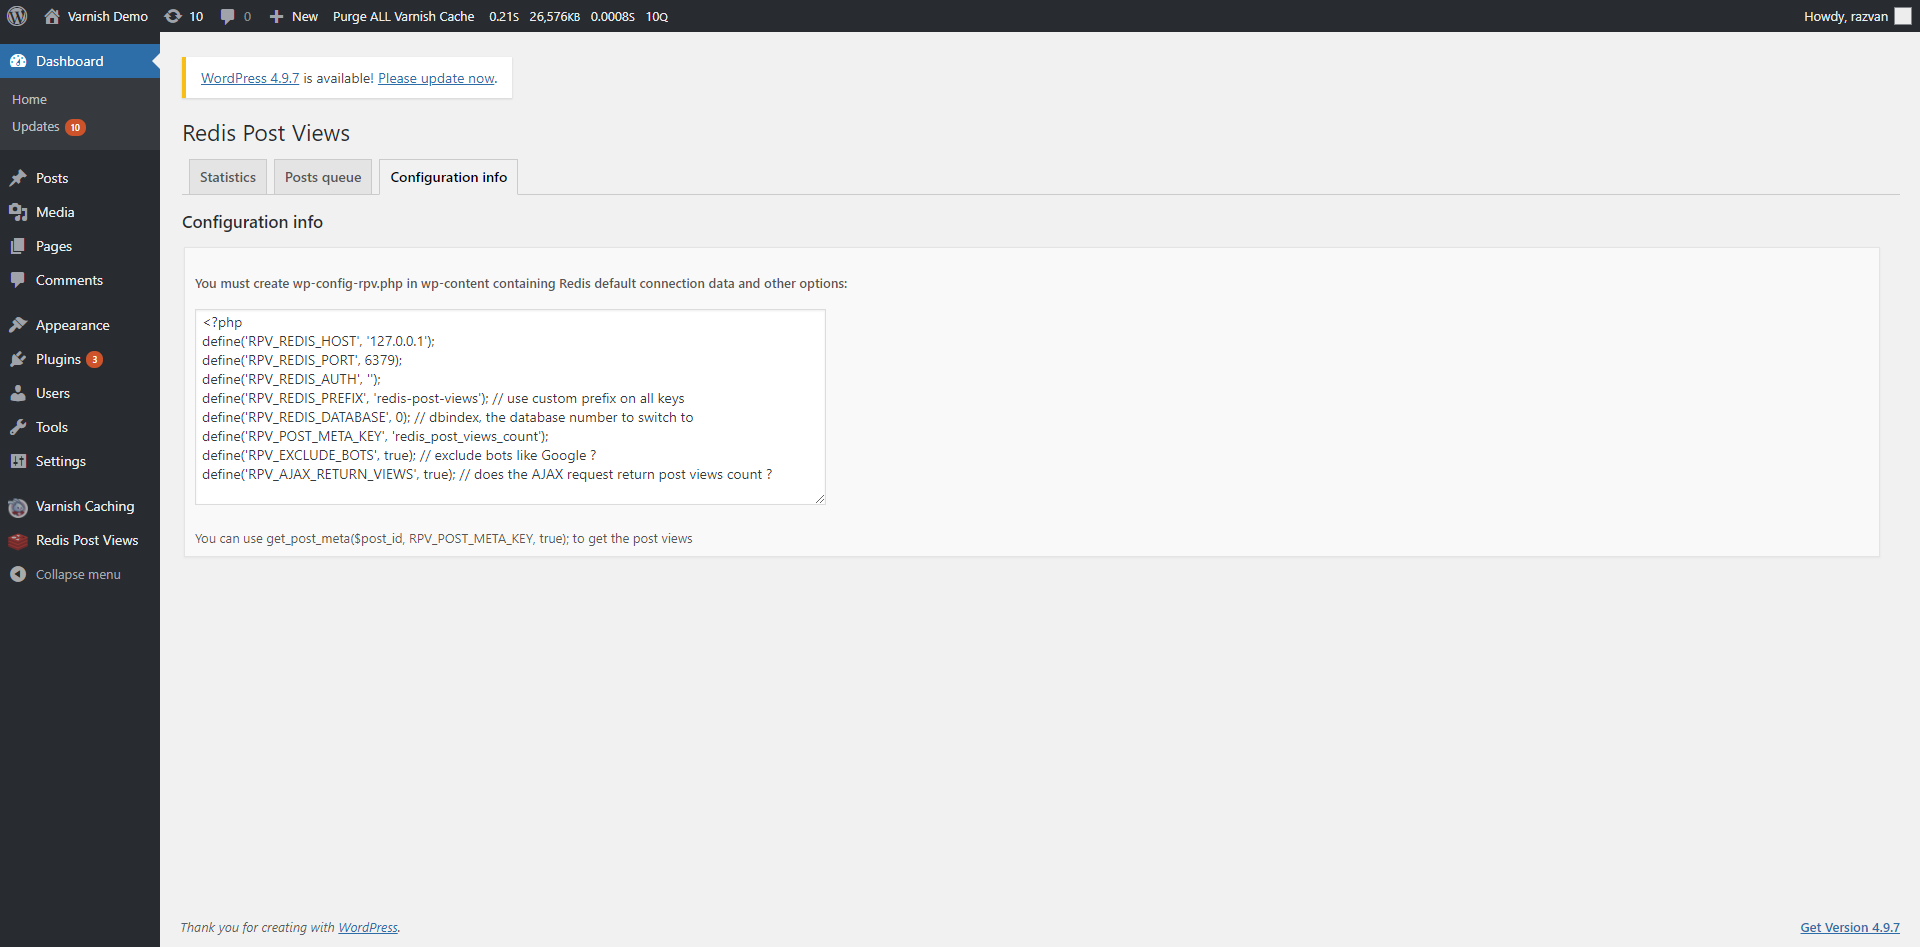 Varnish Demo 10 0 New Purge ALL Varnish Cache 0.21S 26,576KB 0.0008S 10Q Howdy, razvan
Dashboard
Home
Updates 10
Posts
Media
Pages
Comments
Appearance
Plugins 3
Users
Tools
Settings
Varnish Caching
Redis Post Views
Collapse menu
WordPress 4.9.7 is available! Please update now.
Redis Post Views
Statistics Posts queue Configuration info
Configuration info
You must create wp-config-rpv.php in wp-content containing Redis default connection data and other options:
<?php
define('RPV_REDIS_HOST', '127.0.0.1');
define('RPV_REDIS_PORT', 6379);
define('RPV_REDIS_AUTH', '');
define('RPV_REDIS_PREFIX', 'redis-post-views'); // use custom prefix on all keys
define('RPV_REDIS_DATABASE', 0); // dbindex, the database number to switch to
define('RPV_POST_META_KEY', 'redis_post_views_count');
define('RPV_EXCLUDE_BOTS', true); // exclude bots like Google ?
define('RPV_AJAX_RETURN_VIEWS', true); // does the AJAX request return post views count ?
You can use get_post_meta($post_id, RPV_POST_META_KEY, true); to get the post views
Thank you for creating with WordPress.
Get Version 4.9.7